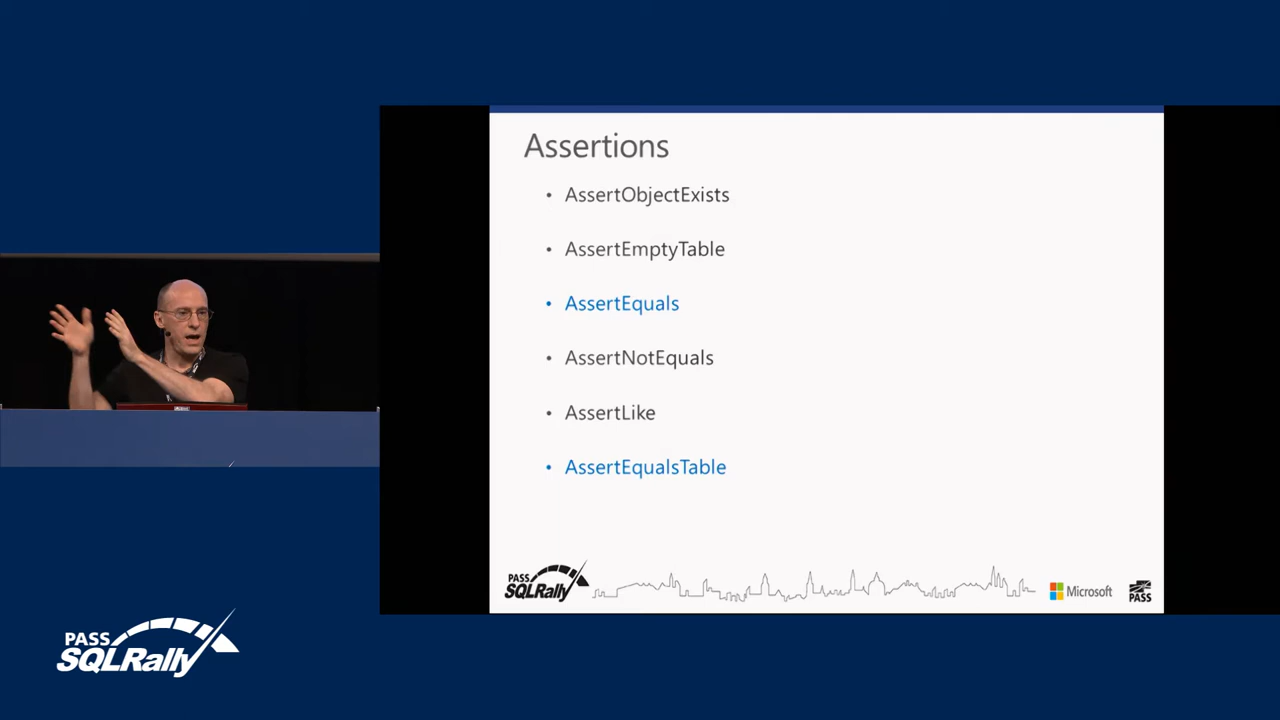 Assertions
• AssertObjectExists
• AssertEmptyTable
• AssertEquals
• AssertNotEquals
• AssertLike
• AssertEqualsTable
PASS
SQLRally
Microsoft
PASS
PASS
SQLRally